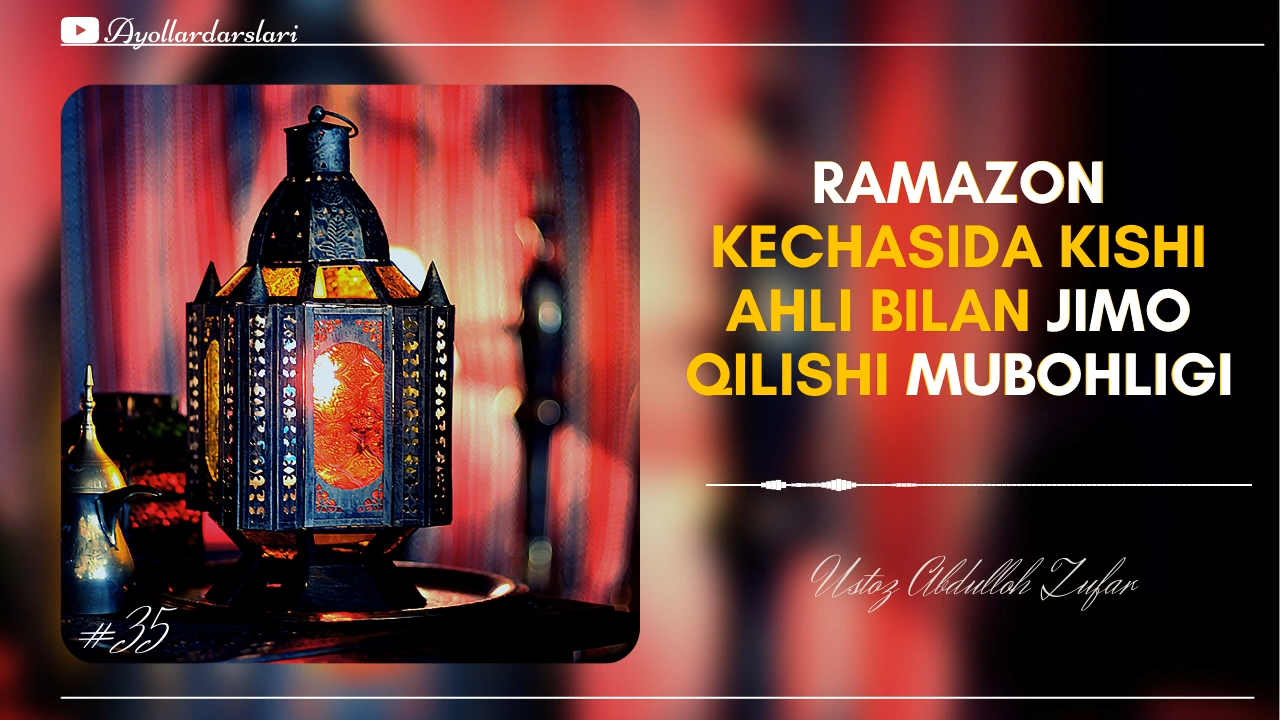 Ayollardarslari
RAMAZON
KECHASIDA KISHI
AHLI BILAN JIMO
QILISHI MUBOHLIGI
Ustoz Abdulloh Zufar
#35